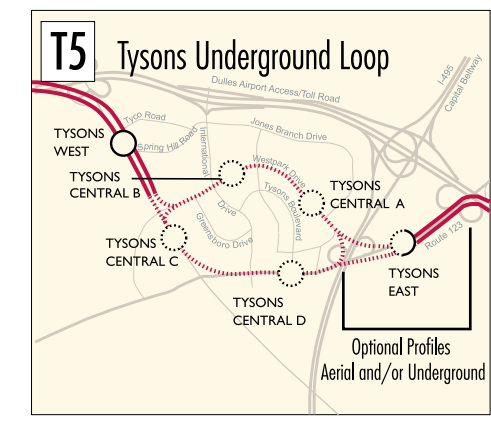 T5 Tysons Underground Loop
Dulles Airport Access/Toll Road
I-495
Capital Beltway
Tyco Road
Jones Branch Drive
International
Drive
Spring Hill Road
TYSONS
WEST
Westpark Drive
TYSONS
CENTRAL B
Tysons Boulevard
TYSONS
CENTRAL A
Greensboro Drive
TYSONS
CENTRAL C
Route 123
TYSONS
EAST
TYSONS
CENTRAL D
Optional Profiles
Aerial and/or Underground